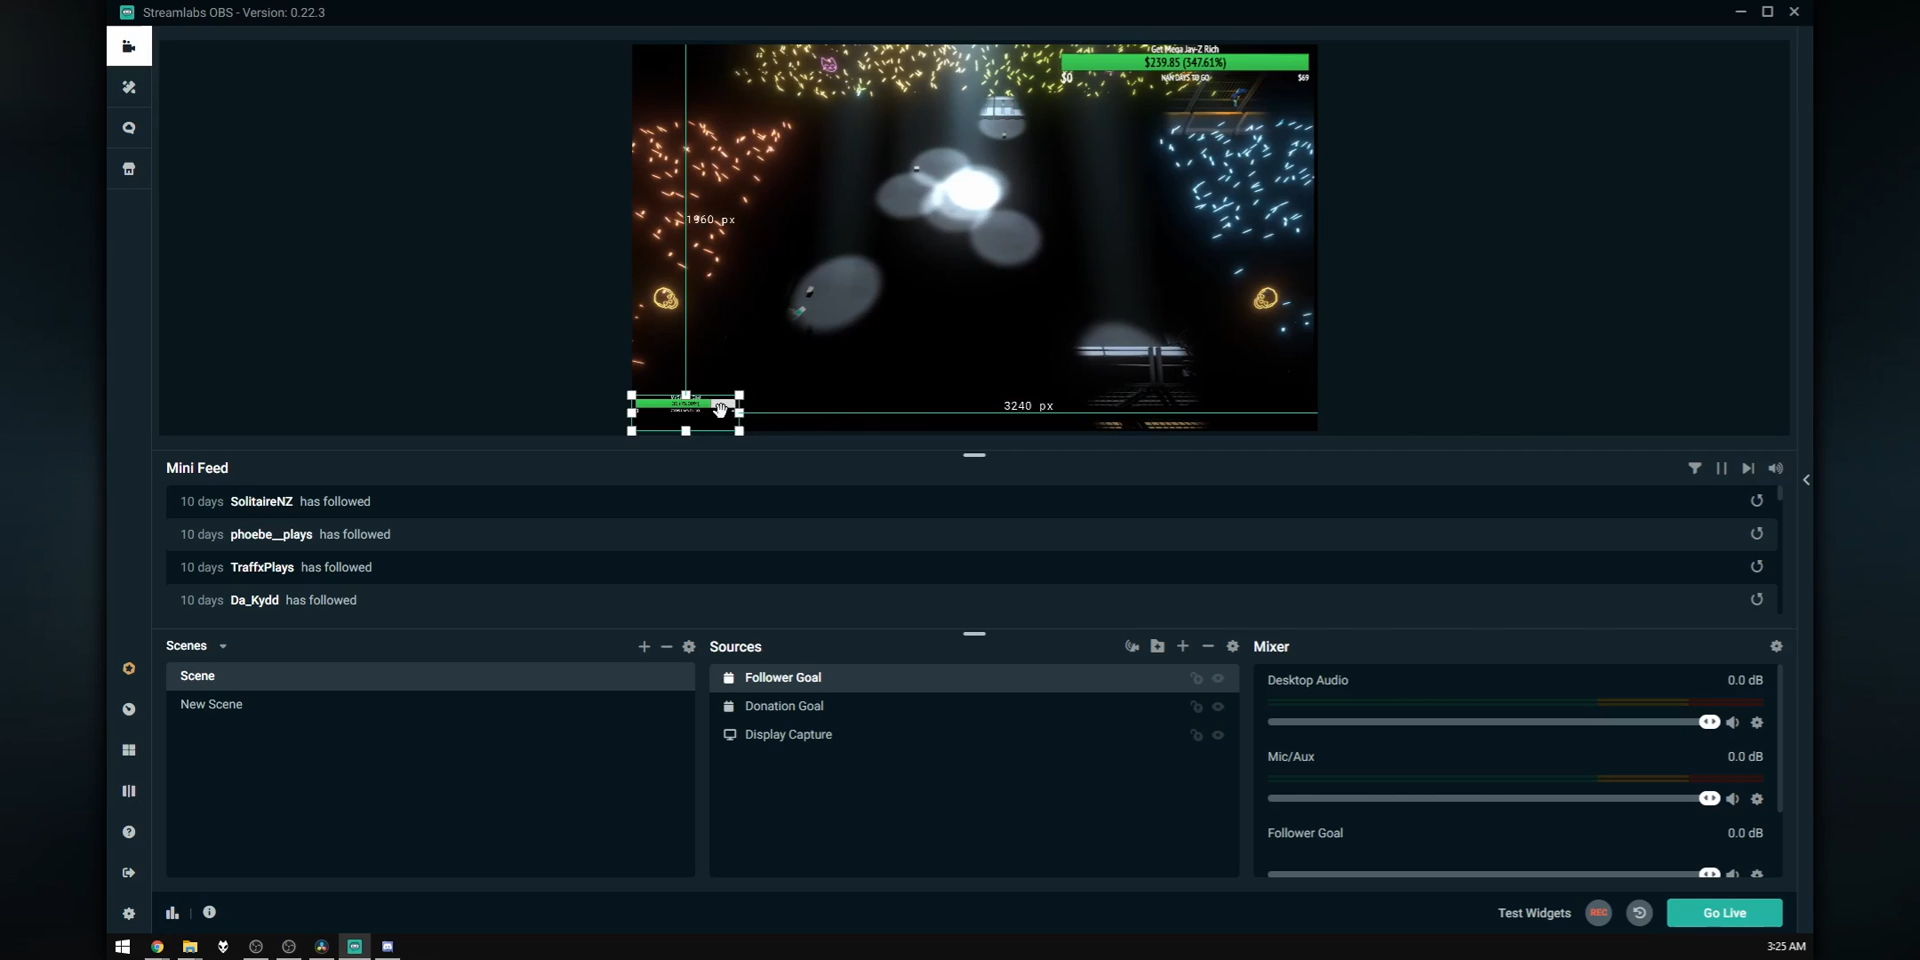 Streamlabs OBS - Version: 0.22.3
Get Mega Jay-Z Rich
$239.85 (347.61%)
$0
NAN DAYS TO GO
$69
1960 px
3240 px
Mini Feed
10 days SolitaireNZ has followed
10 days phoebe__plays has followed
10 days TraffxPlays has followed
10 days Da_Kydd has followed
Scenes
Scene
New Scene
Sources
Follower Goal
Donation Goal
Display Capture
Mixer
Desktop Audio 0.0 dB
Mic/Aux 0.0 dB
Follower Goal 0.0 dB
Test Widgets
REC
Go Live
3:25 AM